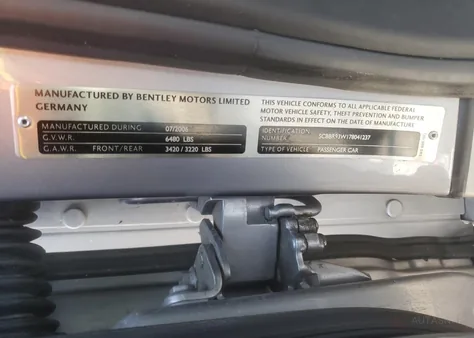 MANUFACTURED BY BENTLEY MOTORS LIMITED
GERMANY
MANUFACTURED DURING 07/2006
G.V.W.R. 6480 LBS
G.A.W.R. FRONT/REAR 3420 / 3220 LBS
THIS VEHICLE CONFORMS TO ALL APPLICABLE FEDERAL
MOTOR VEHICLE SAFETY, THEFT PREVENTION AND BUMPER
STANDARDS IN EFFECT ON THE DATE OF MANUFACTURE
IDENTIFICATION
NUMBER
TYPE OF VEHICLE PASSENGER CAR